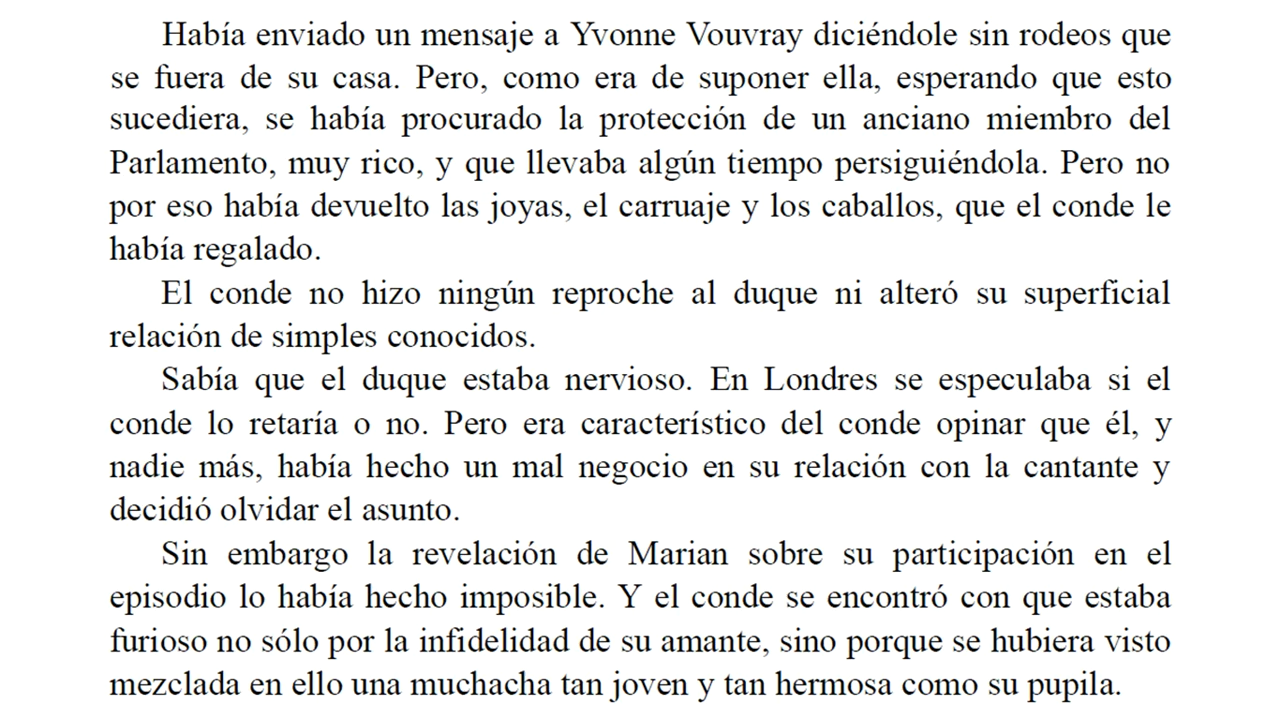 Había enviado un mensaje a Yvonne Vouvray diciéndole sin rodeos que
se fuera de su casa. Pero, como era de suponer ella, esperando que esto
sucediera, se había procurado la protección de un anciano miembro del
Parlamento, muy rico, y que llevaba algún tiempo persiguiéndola. Pero no
por eso había devuelto las joyas, el carruaje y los caballos, que el conde le
había regalado.
El conde no hizo ningún reproche al duque ni alteró su superficial
relación de simples conocidos.
Sabía que el duque estaba nervioso. En Londres se especulaba si el
conde lo retaría o no. Pero era característico del conde opinar que él, y
nadie más, había hecho un mal negocio en su relación con la cantante y
decidió olvidar el asunto.
Sin embargo la revelación de Marian sobre su participación en el
episodio lo había hecho imposible. Y el conde se encontró con que estaba
furioso no sólo por la infidelidad de su amante, sino porque se hubiera visto
mezclada en ello una muchacha tan joven y tan hermosa como su pupila.